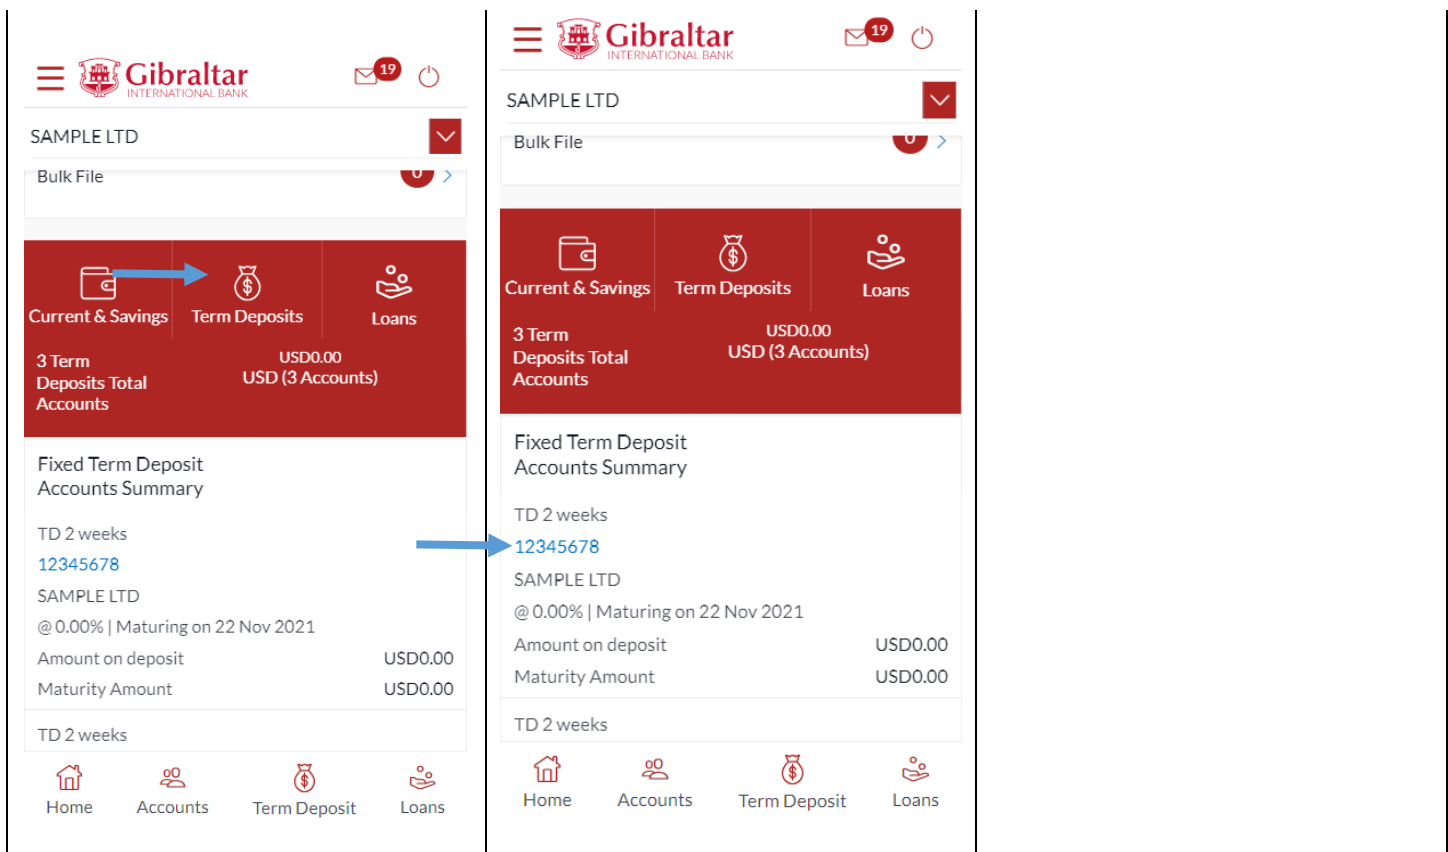 Gibraltar
INTERNATIONAL BANK
19
SAMPLE LTD
Bulk File
0
Current & Savings
Term Deposits
Loans
3 Term
Deposits Total
Accounts
USD0.00
USD (3 Accounts)
Fixed Term Deposit
Accounts Summary
TD 2 weeks
12345678
SAMPLE LTD
@ 0.00% | Maturing on 22 Nov 2021
Amount on deposit USD0.00
Maturity Amount USD0.00
TD 2 weeks
Home Accounts Term Deposit Loans
Gibraltar
INTERNATIONAL BANK
19
SAMPLE LTD
Bulk File
0
Current & Savings
Term Deposits
Loans
3 Term
Deposits Total
Accounts
USD0.00
USD (3 Accounts)
Fixed Term Deposit
Accounts Summary
TD 2 weeks
12345678
SAMPLE LTD
@ 0.00% | Maturing on 22 Nov 2021
Amount on deposit USD0.00
Maturity Amount USD0.00
TD 2 weeks
Home Accounts Term Deposit Loans